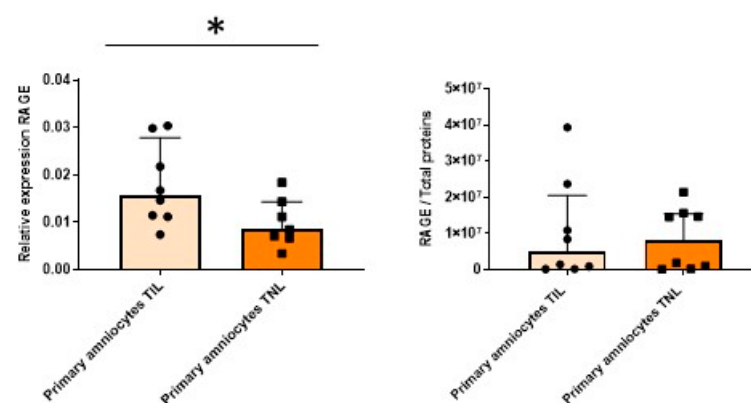 *
Relative expression RAGE
0.04
0.03
0.02
0.01
0.00
Primary amniocytes TIL
Primary amniocytes TNL
RAGE / Total proteins
5×10⁷
4×10⁷
3×10⁷
2×10⁷
1×10⁷
0
Primary amniocytes TIL
Primary amniocytes TNL